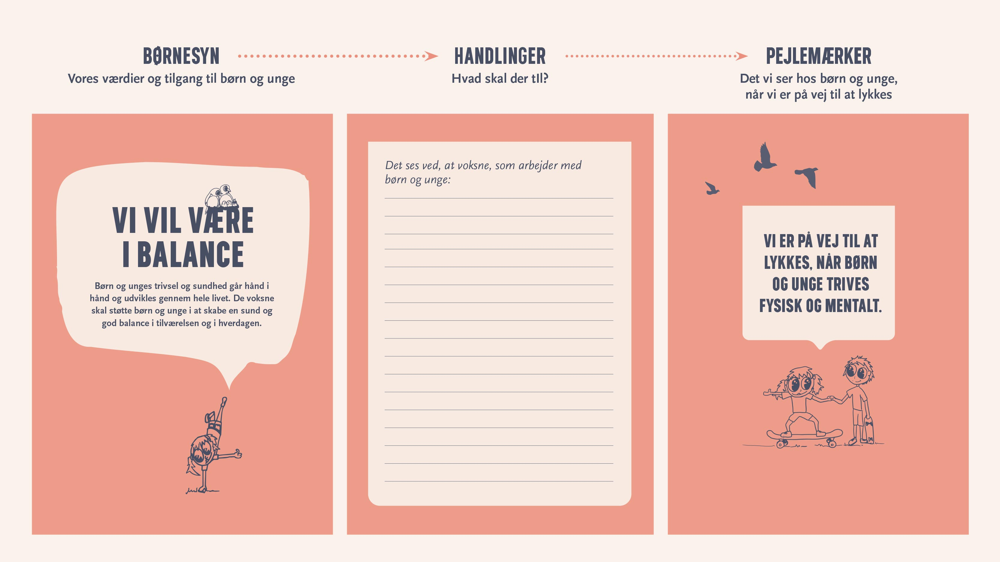 BØRNESYN
Vores værdier og tilgang til børn og unge
HANDLINGER
Hvad skal der tIl?
PEJLEMÆRKER
Det vi ser hos børn og unge,
når vi er på vej til at lykkes
VI VIL VÆRE
I BALANCE
Børn og unges trivsel og sundhed går hånd i
hånd og udvikles gennem hele livet. De voksne
skal støtte børn og unge i at skabe en sund og
god balance i tilværelsen og i hverdagen.
Det ses ved, at voksne, som arbejder med
børn og unge:
VI ER PÅ VEJ TIL AT
LYKKES, NÅR BØRN
OG UNGE TRIVES
FYSISK OG MENTALT.